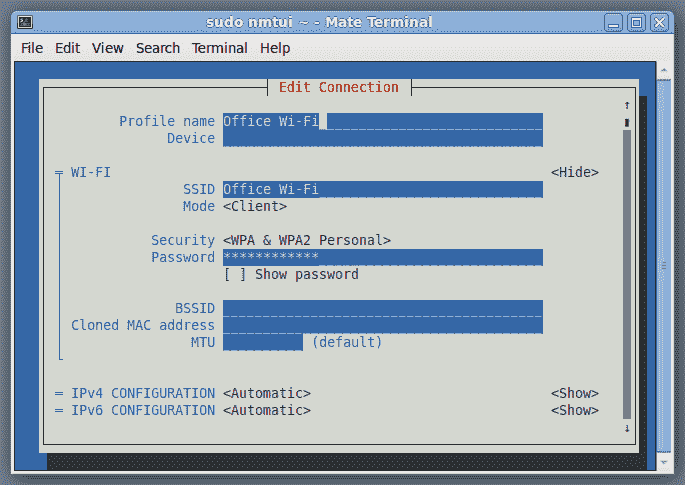 sudo nmtui ~ - Mate Terminal
File Edit View Search Terminal Help
Edit Connection
Profile name Office Wi-Fi
Device
WI-FI <Hide>
SSID Office Wi-Fi
Mode <Client>
Security <WPA & WPA2 Personal>
Password ************
[ ] Show password
BSSID
Cloned MAC address
MTU (default)
= IPv4 CONFIGURATION <Automatic> <Show>
= IPv6 CONFIGURATION <Automatic> <Show>